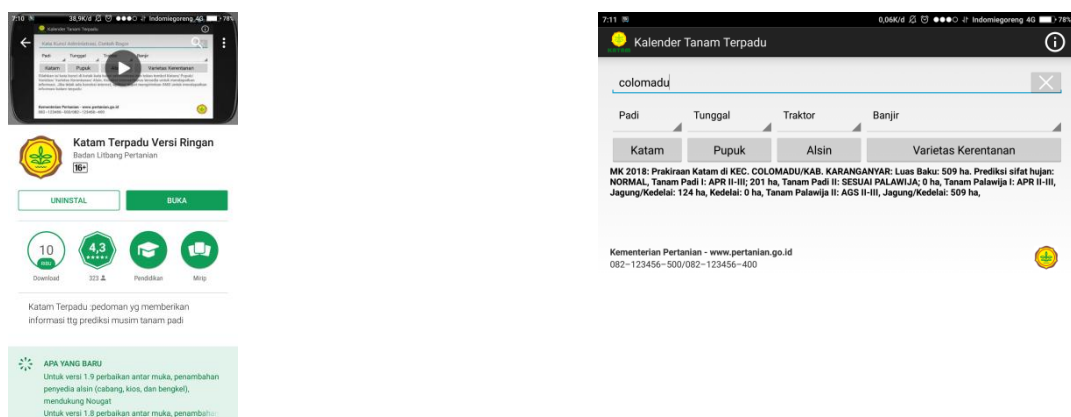 7:10
38,9K/d
Indomiegoreng 4G
78%
Kalender Tanam Terpadu
Padi
Tunggal
Banjir
Katam
Pupuk
Varietas Kerentanan
Kementerian Pertanian - www.pertanian.go.id
082-123456-500/082-123456-400
Katam Terpadu Versi Ringan
Badan Litbang Pertanian
16+
UNINSTAL
BUKA
10
RIBU
4,3
Download
323
Pendidikan
Mirip
Katam Terpadu :pedoman yg memberikan
informasi ttg prediksi musim tanam padi
APA YANG BARU
Untuk versi 1.9 perbaikan antar muka, penambahan
penyedia alsin (cabang, kios, dan bengkel),
mendukung Nougat
Untuk versi 1.8 perbaikan antar muka, penambahan
7:11
0,06K/d
Indomiegoreng 4G
78%
Kalender Tanam Terpadu
colomadu
Padi
Tunggal
Traktor
Banjir
Katam
Pupuk
Alsin
Varietas Kerentanan
MK 2018: Prakiraan Katam di KEC. COLOMADU/KAB. KARANGANYAR: Luas Baku: 509 ha. Prediksi sifat hujan:
NORMAL, Tanam Padi I: APR II-III; 201 ha, Tanam Padi II: SESUAI PALAWIJA; 0 ha, Tanam Palawija I: APR II-III,
Jagung/Kedelai: 124 ha, Kedelai: 0 ha, Tanam Palawija II: AGS II-III, Jagung/Kedelai: 509 ha,
Kementerian Pertanian - www.pertanian.go.id
082-123456-500/082-123456-400